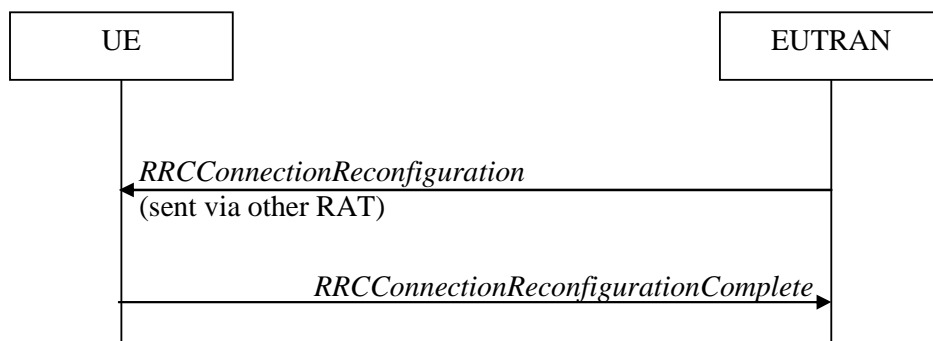 UE
EUTRAN
RRCConnectionReconfiguration
(sent via other RAT)
RRCConnectionReconfigurationComplete